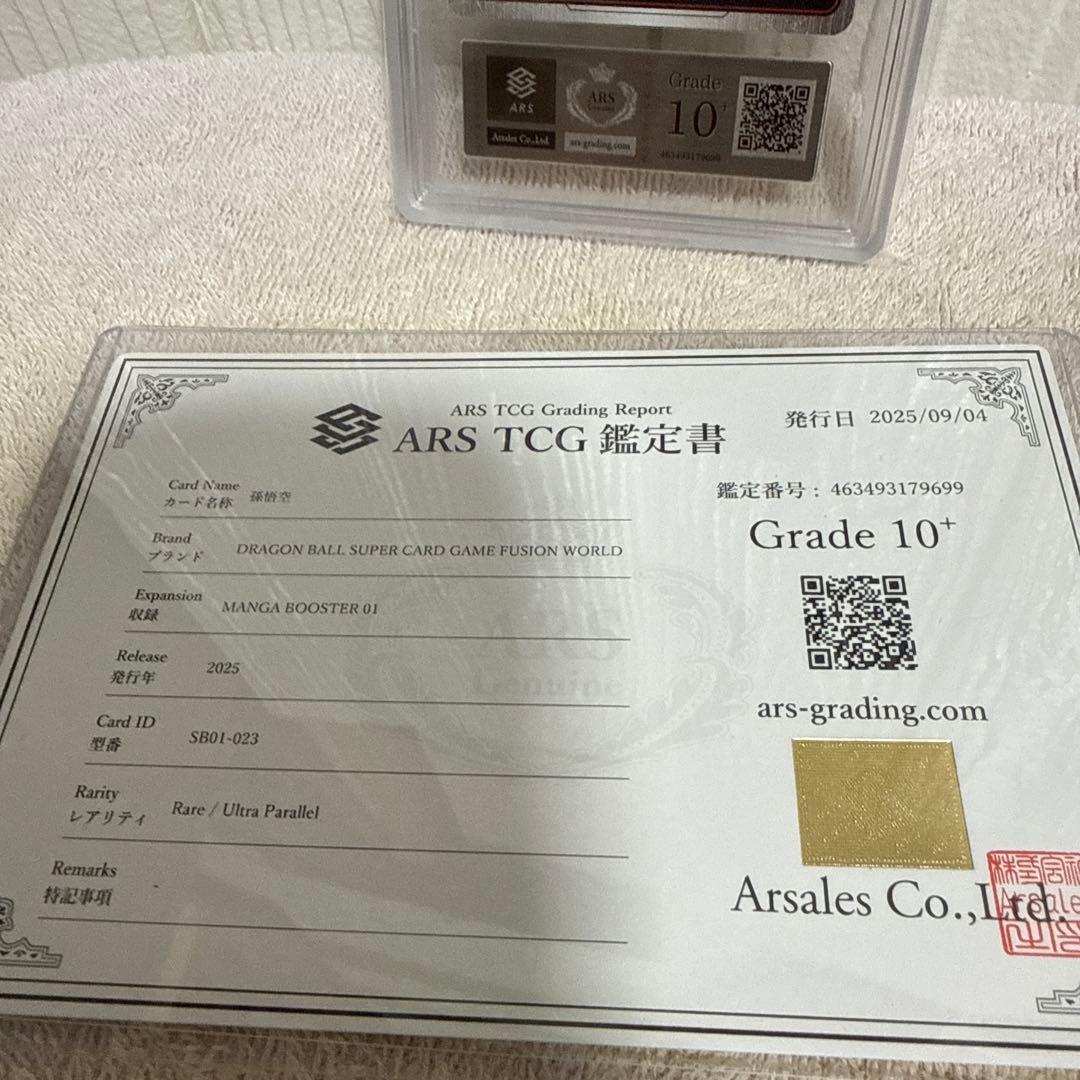 ARS
Arsales Co.,Ltd.
ARS
Genuine
ars-grading.com
Grade
10+
463493179699
ARS TCG Grading Report
ARS TCG 鑑定書
発行日 2025/09/04
Card Name
カード名称 孫悟空
鑑定番号： 463493179699
Grade 10+
Brand
ブランド
DRAGON BALL SUPER CARD GAME FUSION WORLD
Expansion
収録
MANGA BOOSTER 01
Release
発行年
2025
Card ID
型番
SB01-023
Rarity
レアリティ
Rare / Ultra Parallel
Remarks
特記事項
-
ARS
Genuine
ars-grading.com
Arsales Co.,Ltd.